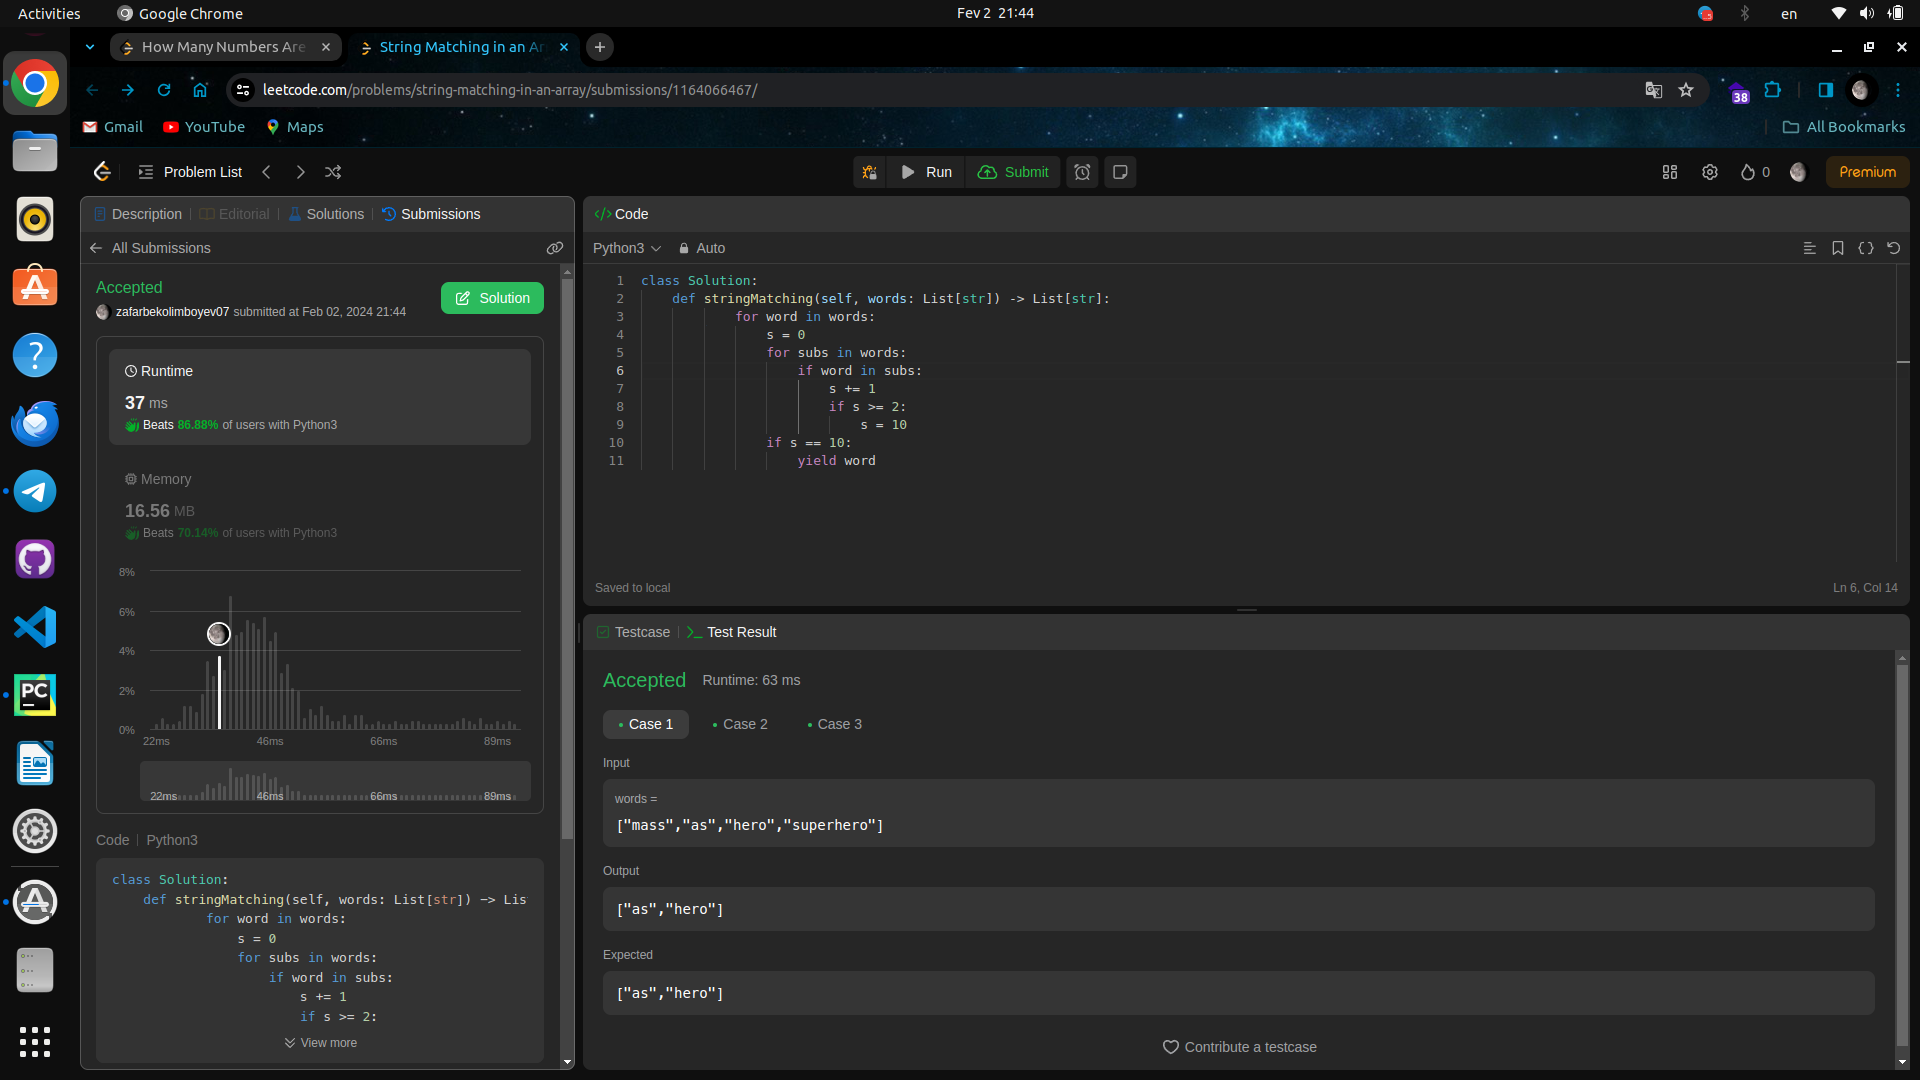 Activities
Google Chrome
Fev 2 21:44
en
How Many Numbers Are
String Matching in an Ar
leetcode.com/problems/string-matching-in-an-array/submissions/1164066467/
38
Gmail
YouTube
Maps
All Bookmarks
Problem List
Run
Submit
0
Premium
Description
Editorial
Solutions
Submissions
All Submissions
Accepted
zafarbekolimboyev07 submitted at Feb 02, 2024 21:44
Solution
Runtime
37 ms
Beats 86.88% of users with Python3
Memory
16.56 MB
Beats 70.14% of users with Python3
8%
6%
4%
2%
0%
22ms 46ms 66ms 89ms
22ms 46ms 66ms 89ms
Code | Python3
class Solution:
def stringMatching(self, words: List[str]) -> Lis
for word in words:
s = 0
for subs in words:
if word in subs:
s += 1
if s >= 2:
View more
</> Code
Python3
Auto
1 class Solution:
2 def stringMatching(self, words: List[str]) -> List[str]:
3 for word in words:
4 s = 0
5 for subs in words:
6 if word in subs:
7 s += 1
8 if s >= 2:
9 s = 10
10 if s == 10:
11 yield word
Saved to local
Ln 6, Col 14
Testcase
Test Result
Accepted
Runtime: 63 ms
Case 1
Case 2
Case 3
Input
words =
["mass","as","hero","superhero"]
Output
["as","hero"]
Expected
["as","hero"]
Contribute a testcase
PC